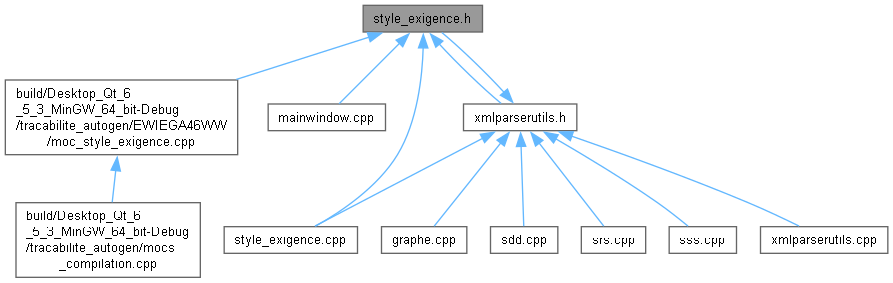 style_exigence.h
build/Desktop_Qt_6
_5_3_MinGW_64_bit-Debug
/tracabilite_autogen/EWIEGA46WW
/moc_style_exigence.cpp
mainwindow.cpp
xmlparserutils.h
build/Desktop_Qt_6
_5_3_MinGW_64_bit-Debug
/tracabilite_autogen/mocs
_compilation.cpp
style_exigence.cpp
graphe.cpp
sdd.cpp
srs.cpp
sss.cpp
xmlparserutils.cpp